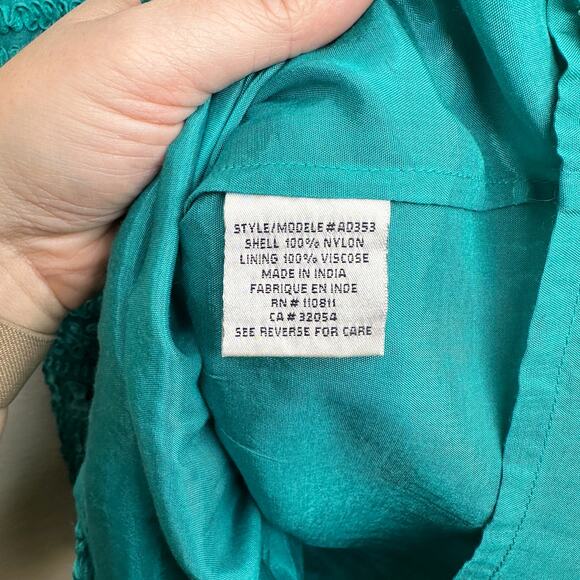 STYLE/MODELE # AD353
SHELL 100% NYLON
LINING 100% VISCOSE
MADE IN INDIA
FABRIQUE EN INDE
RN # 110811
CA # 32054
SEE REVERSE FOR CARE